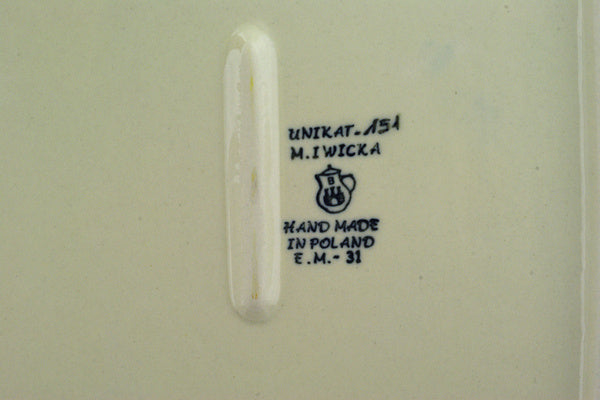 UNIKAT-151
M.IWICKA
B
HAND MADE
IN POLAND
E.M.-31